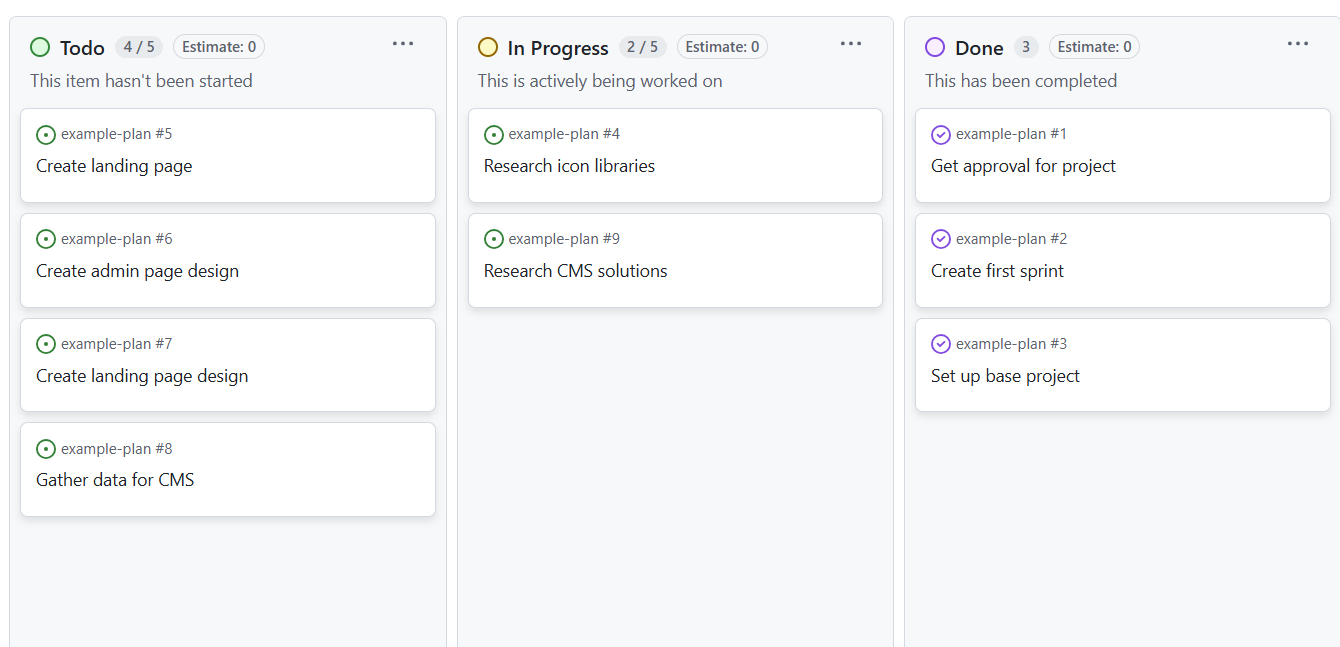 Todo 4 / 5 Estimate: 0
This item hasn't been started
example-plan #5
Create landing page
example-plan #6
Create admin page design
example-plan #7
Create landing page design
example-plan #8
Gather data for CMS
In Progress 2 / 5 Estimate: 0
This is actively being worked on
example-plan #4
Research icon libraries
example-plan #9
Research CMS solutions
Done 3 Estimate: 0
This has been completed
example-plan #1
Get approval for project
example-plan #2
Create first sprint
example-plan #3
Set up base project